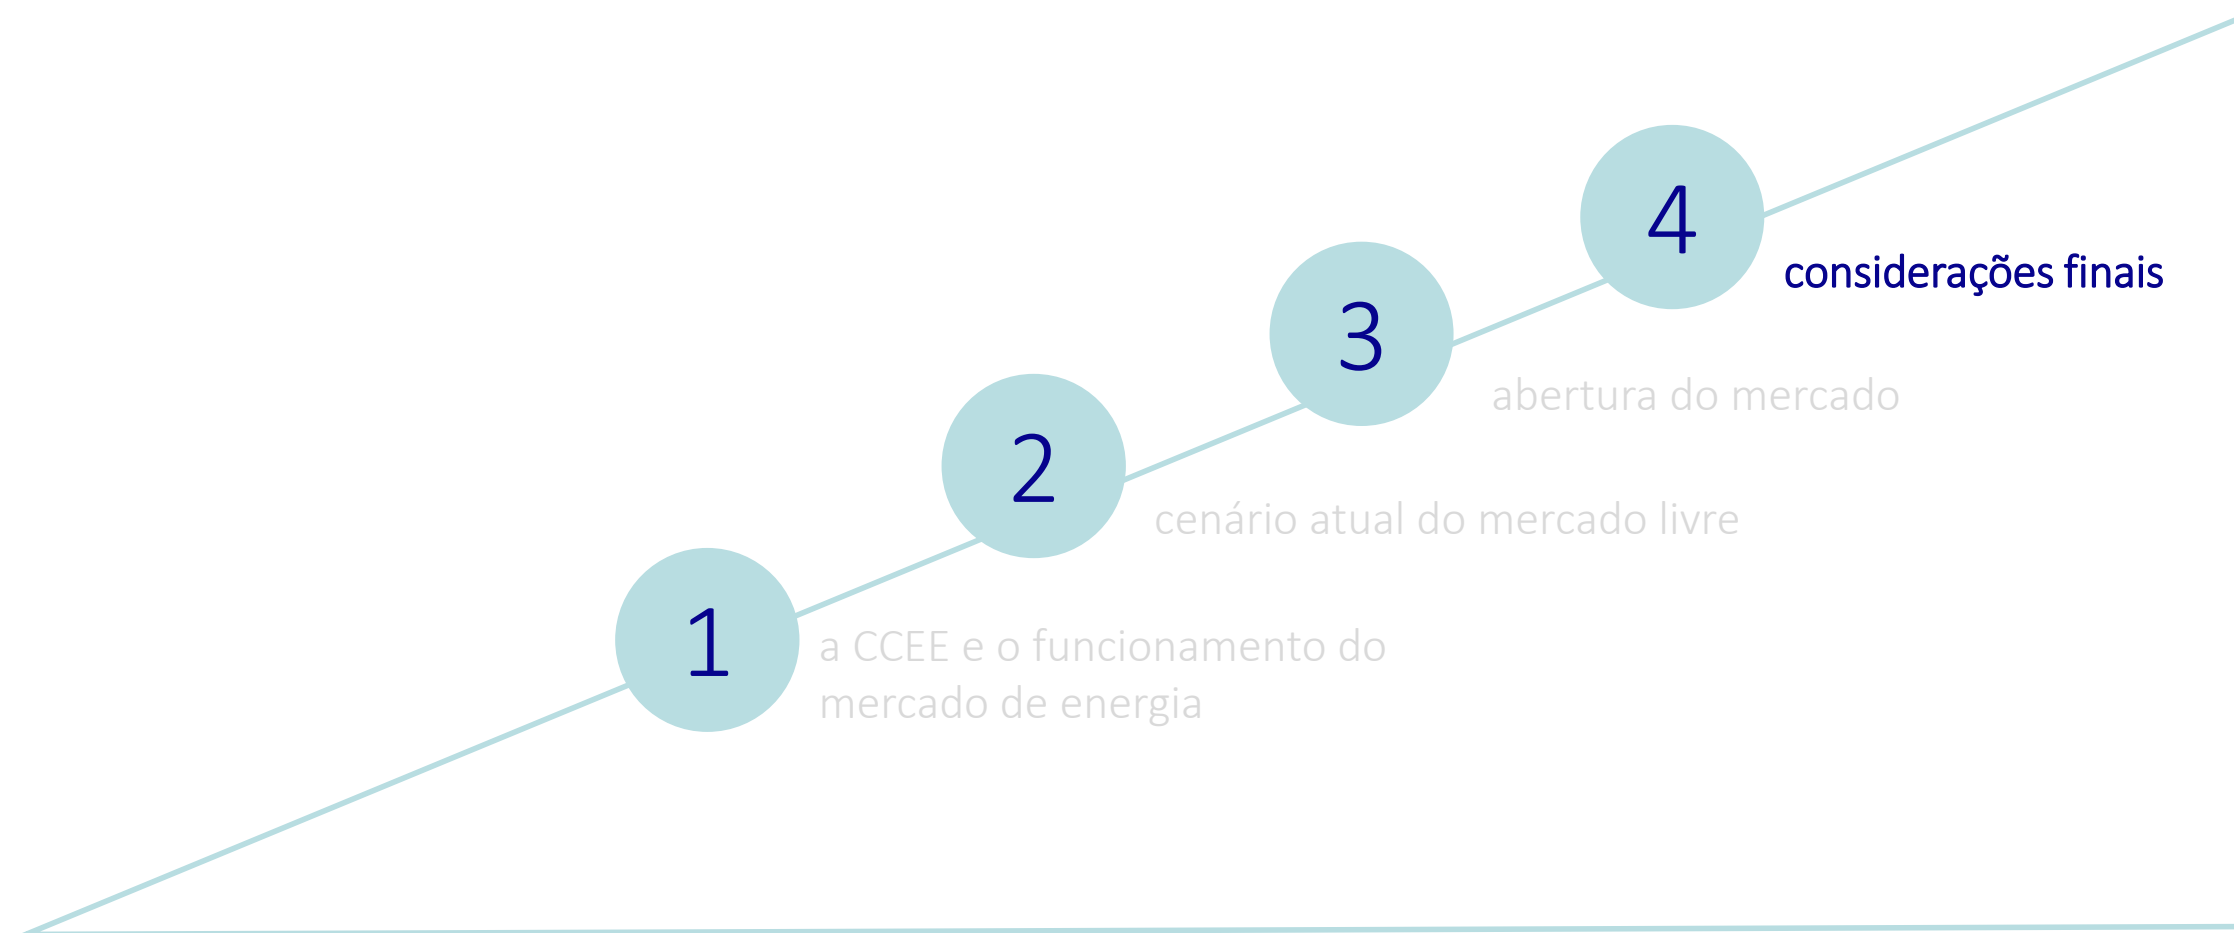 1
a CCEE e o funcionamento do
mercado de energia
2
cenário atual do mercado livre
3
abertura do mercado
4
considerações finais